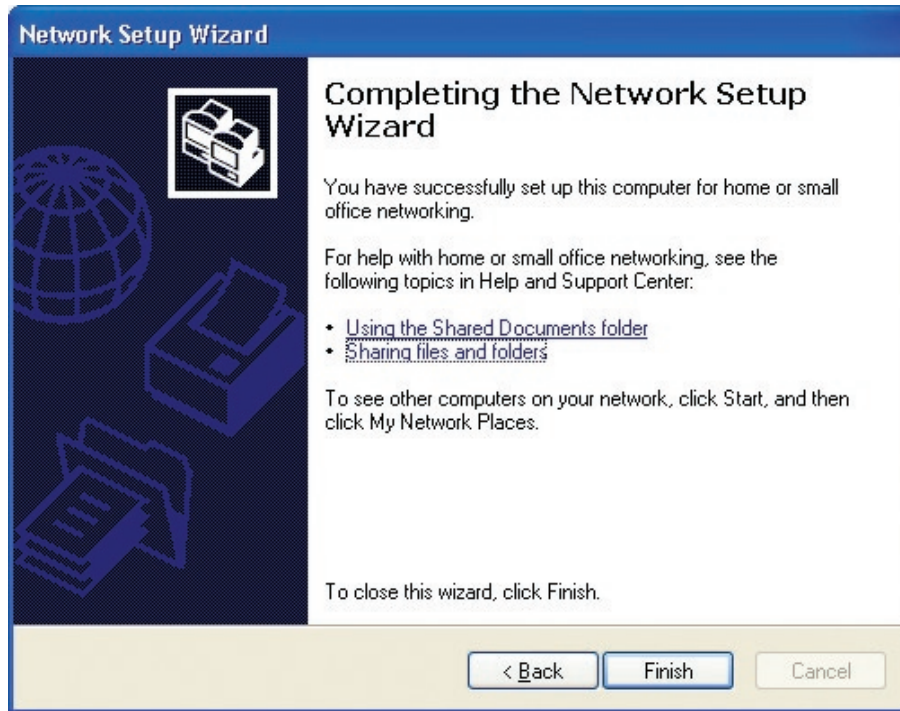 Network Setup Wizard
Completing the Network Setup
Wizard
You have successfully set up this computer for home or small
office networking.
For help with home or small office networking, see the
following topics in Help and Support Center:
• Using the Shared Documents folder
• Sharing files and folders
To see other computers on your network, click Start, and then
click My Network Places.
To close this wizard, click Finish.
< Back
Finish
Cancel